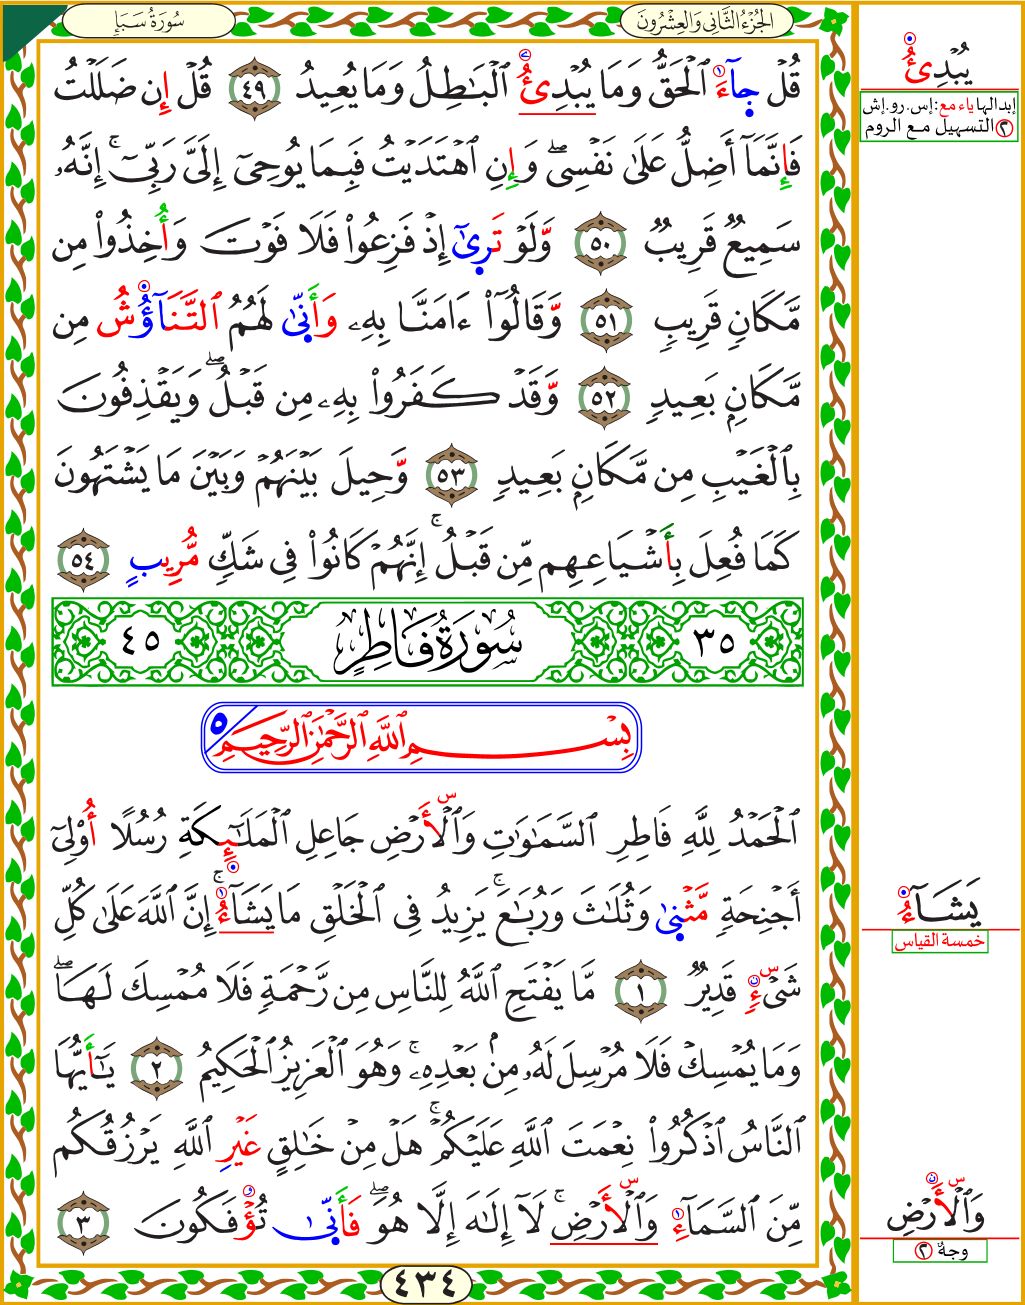 الجُزْءُ الثَّانِي وَالعِشْرُونَ
سُورَةُ سَبَإٍ
قُلْ جَآءَ ٱلْحَقُّ وَمَا يُبْدِئُ ٱلْبَـٰطِلُ وَمَا يُعِيدُ ٤٩ قُلْ إِن ضَلَلْتُ
فَإِنَّمَآ أَضِلُّ عَلَىٰ نَفْسِى ۖ وَإِنِ ٱهْتَدَيْتُ فَبِمَا يُوحِىٓ إِلَىَّ رَبِّىٓ ۚ إِنَّهُۥ
سَمِيعٌ قَرِيبٌ ٥٠ وَّلَوْ تَرِىٰٓ إِذْ فَزِعُوا۟ فَلَا فَوْتَ وَأُخِذُوا۟ مِن
مَّكَانٍ قَرِيبٍ ٥١ وَّقَالُوٓا۟ ءَامَنَّا بِهِۦ وَأَنِّىٰ لَهُمُ ٱلتَّنَآؤُشُ مِن
مَّكَانٍ بَعِيدٍ ٥٢ وَّقَدْ كَفَرُوا۟ بِهِۦ مِن قَبْلُ ۖ وَيَقْذِفُونَ
بِٱلْغَيْبِ مِن مَّكَانٍ بَعِيدٍ ٥٣ وَّحِيلَ بَيْنَهُمْ وَبَيْنَ مَا يَشْتَهُونَ
كَمَا فُعِلَ بِأَشْيَاعِهِم مِّن قَبْلُ ۚ إِنَّهُمْ كَانُوا۟ فِى شَكٍّ مُّرِيبٍ ٥٤
٣٥ سُورَةُ فَاطِرٍ ٤٥
بِسْمِ ٱللَّهِ ٱلرَّحْمَـٰنِ ٱلرَّحِيمِ ٥
ٱلْحَمْدُ لِلَّهِ فَاطِرِ ٱلسَّمَـٰوَٰتِ وَٱلْأَرْضِ جَاعِلِ ٱلْمَلَـٰٓئِكَةِ رُسُلًا أُو۟لِىٓ
أَجْنِحَةٍ مَّثْنِىٰ وَثُلَـٰثَ وَرُبَـٰعَ ۚ يَزِيدُ فِى ٱلْخَلْقِ مَا يَشَآءُ ۚ إِنَّ ٱللَّهَ عَلَىٰ كُلِّ
شَىْءٍ قَدِيرٌ ١ مَّا يَفْتَحِ ٱللَّهُ لِلنَّاسِ مِن رَّحْمَةٍ فَلَا مُمْسِكَ لَهَا ۖ
وَمَا يُمْسِكْ فَلَا مُرْسِلَ لَهُۥ مِنۢ بَعْدِهِۦ ۚ وَهُوَ ٱلْعَزِيزُ ٱلْحَكِيمُ ٢ يَـٰٓأَيُّهَا
ٱلنَّاسُ ٱذْكُرُوا۟ نِعْمَتَ ٱللَّهِ عَلَيْكُمْ ۚ هَلْ مِنْ خَـٰلِقٍ غَيْرِ ٱللَّهِ يَرْزُقُكُم
مِّنَ ٱلسَّمَآءِ وَٱلْأَرْضِ ۚ لَآ إِلَـٰهَ إِلَّا هُوَ ۖ فَأَنِّىٰ تُؤْفَكُونَ ٣
٤٣٤
يُبْدِئُ
إبدالها ياء مع: إس. رو. إش
٢ التسهيل مع الروم
يَشَآءُ
خمسة القياس
وَٱلْأَرْضِ
وجهٌ ٢